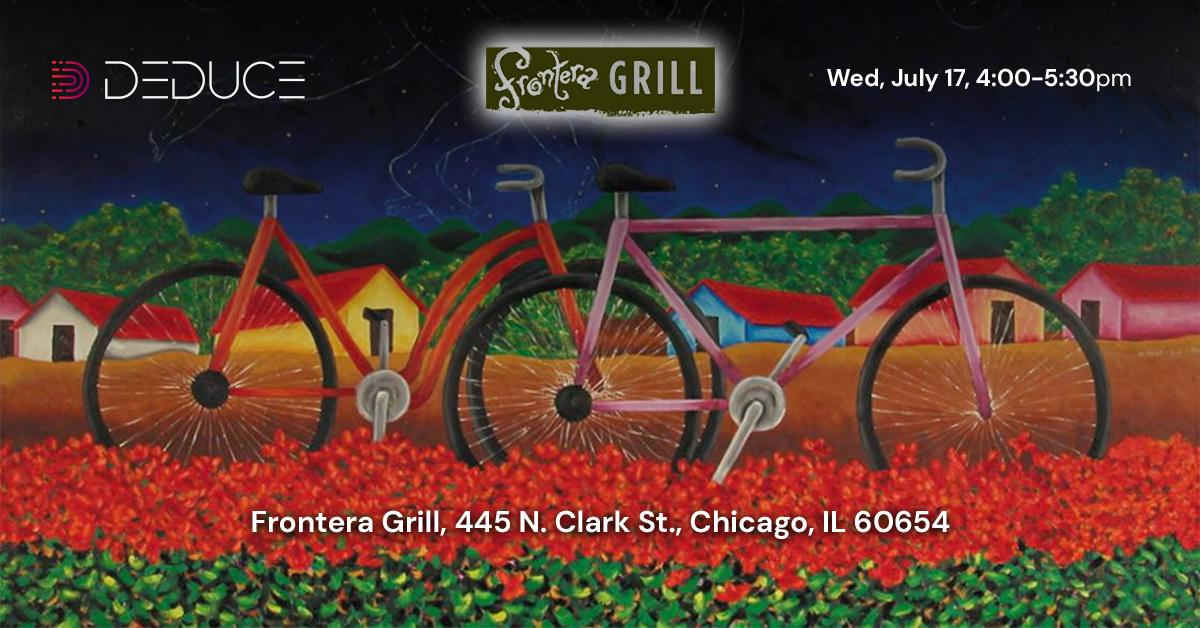 DEDUCE
Frontera GRILL
Wed, July 17, 4:00-5:30pm
Frontera Grill, 445 N. Clark St., Chicago, IL 60654